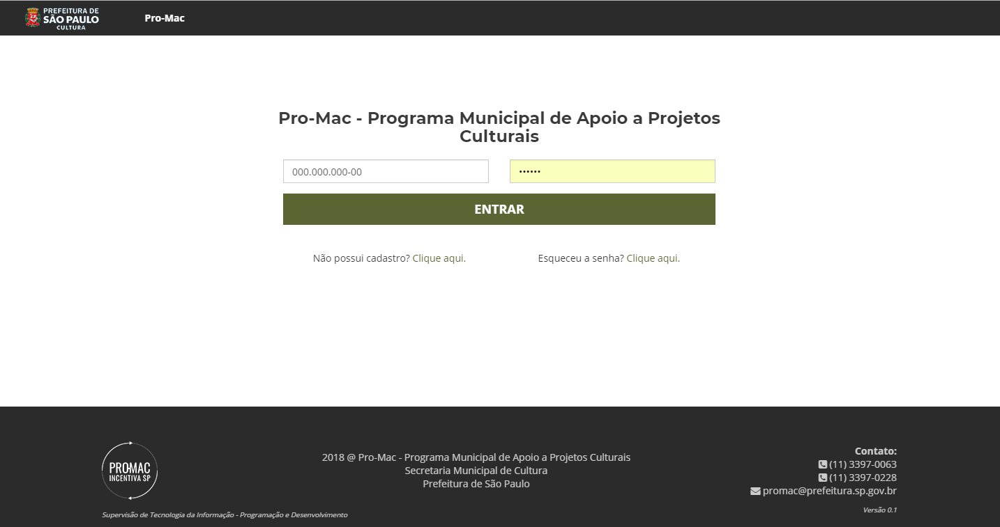 PREFEITURA DE
SÃO PAULO
CULTURA
Pro-Mac
Pro-Mac - Programa Municipal de Apoio a Projetos
Culturais
000.000.000-00
••••••
ENTRAR
Não possui cadastro? Clique aqui.
Esqueceu a senha? Clique aqui.
PROMAC
INCENTIVA SP
2018 @ Pro-Mac - Programa Municipal de Apoio a Projetos Culturais
Secretaria Municipal de Cultura
Prefeitura de São Paulo
Contato:
(11) 3397-0063
(11) 3397-0228
promac@prefeitura.sp.gov.br
Versão 0.1
Supervisão de Tecnologia da Informação - Programação e Desenvolvimento